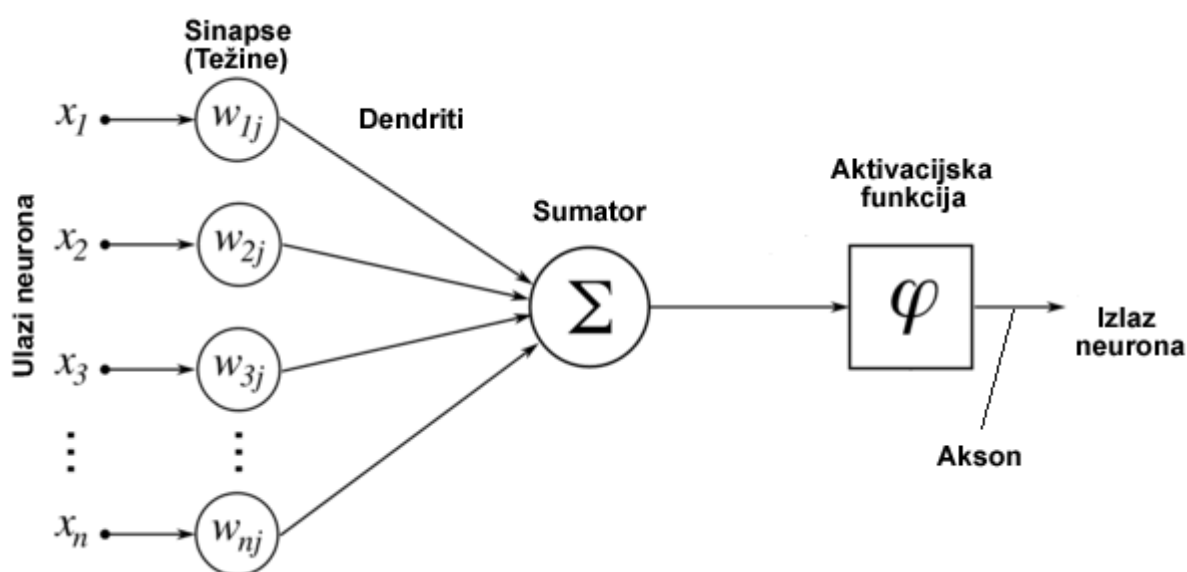 Sinapse
(Težine)
x1
w1j
Dendriti
Aktivacijska
funkcija
Ulazi neurona
x2
w2j
Sumator
Σ
φ
Izlaz
neurona
x3
w3j
Akson
⋮
⋮
xn
wnj